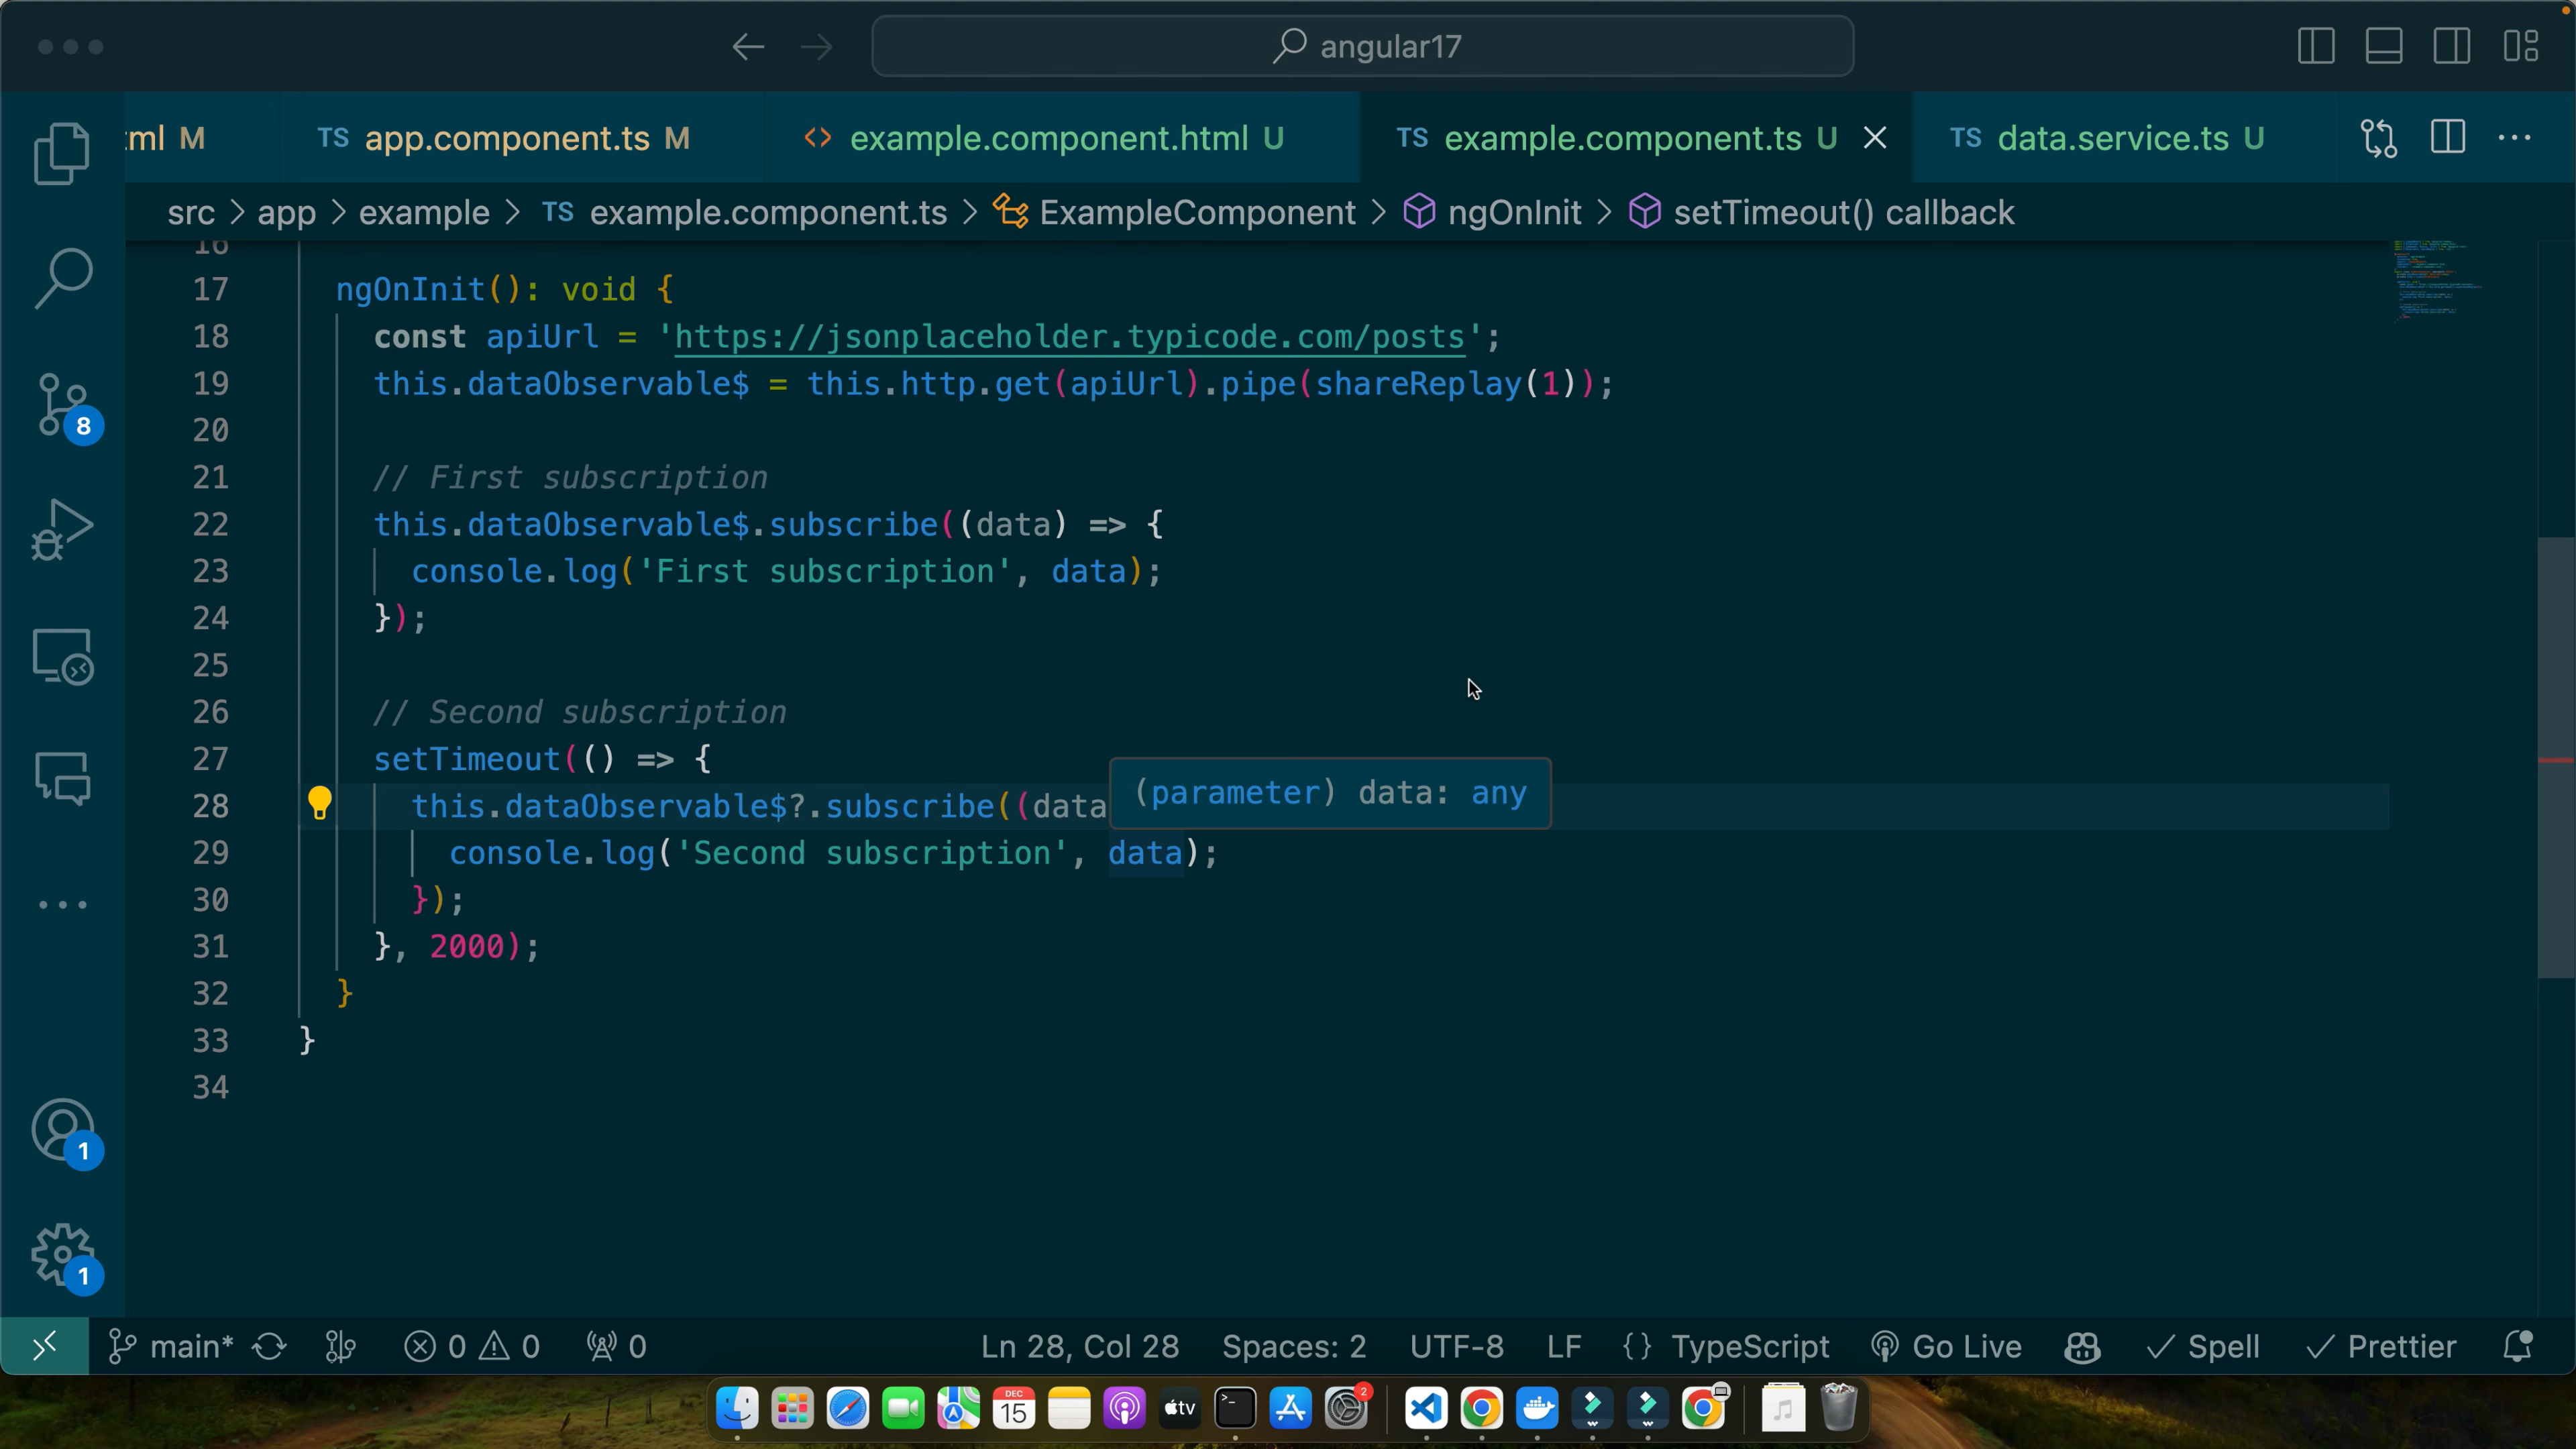 angular17
:ml M
TS app.component.ts M
<> example.component.html U
TS example.component.ts U
TS data.service.ts U
src > app > example > TS example.component.ts > ExampleComponent > ngOnInit > setTimeout() callback
16
17 ngOnInit(): void {
18 const apiUrl = 'https://jsonplaceholder.typicode.com/posts';
19 this.dataObservable$ = this.http.get(apiUrl).pipe(shareReplay(1));
20
21 // First subscription
22 this.dataObservable$.subscribe((data) => {
23 console.log('First subscription', data);
24 });
25
26 // Second subscription
27 setTimeout(() => {
28 this.dataObservable$?.subscribe((data
(parameter) data: any
29 console.log('Second subscription', data);
30 });
31 }, 2000);
32 }
33 }
34
8
1
1
main* 0 0 0 Ln 28, Col 28 Spaces: 2 UTF-8 LF {} TypeScript Go Live Spell Prettier
DEC
15
tv
>_
2